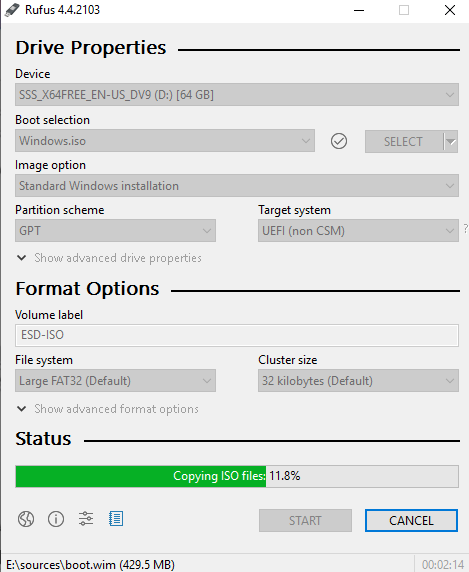 Rufus 4.4.2103
Drive Properties
Device
SSS_X64FREE_EN-US_DV9 (D:) [64 GB]
Boot selection
Windows.iso
SELECT
Image option
Standard Windows installation
Partition scheme
Target system
GPT
UEFI (non CSM)
?
Show advanced drive properties
Format Options
Volume label
ESD-ISO
File system
Cluster size
Large FAT32 (Default)
32 kilobytes (Default)
Show advanced format options
Status
Copying ISO files: 11.8%
START
CANCEL
E:\sources\boot.wim (429.5 MB)
00:02:14